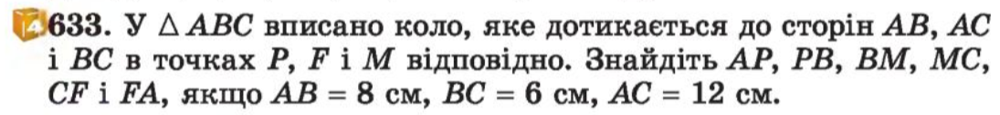 4 633. У △ ABC вписано коло, яке дотикається до сторін AB, AC
і BC в точках P, F і M відповідно. Знайдіть AP, PB, BM, MC,
CF і FA, якщо AB = 8 см, BC = 6 см, AC = 12 см.